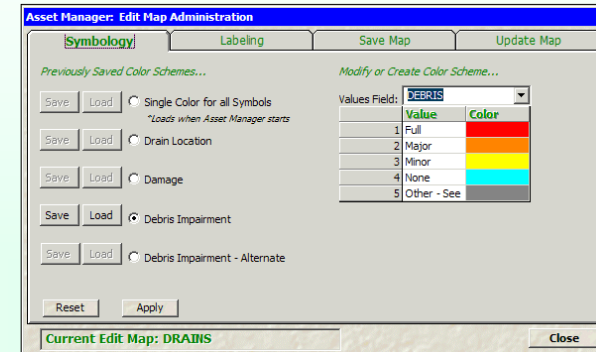 Asset Manager: Edit Map Administration
Symbology Labeling Save Map Update Map
Previously Saved Color Schemes...
Save Load Single Color for all Symbols
*Loads when Asset Manager starts
Save Load Drain Location
Save Load Damage
Save Load Debris Impairment
Save Load Debris Impairment - Alternate
Reset Apply
Modify or Create Color Scheme...
Values Field: DEBRIS
Value Color
1 Full
2 Major
3 Minor
4 None
5 Other - See
Current Edit Map: DRAINS
Close